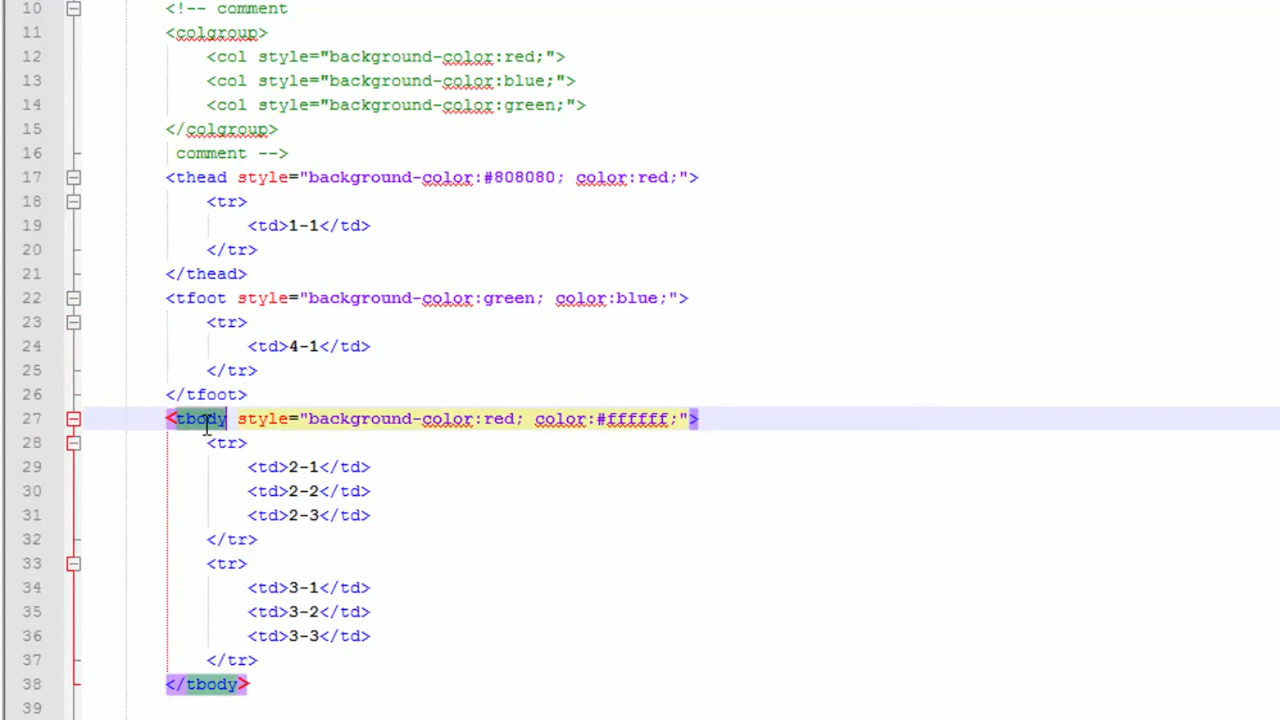 10 <!-- comment
11 <colgroup>
12 <col style="background-color:red;">
13 <col style="background-color:blue;">
14 <col style="background-color:green;">
15 </colgroup>
16 comment -->
17 <thead style="background-color:#808080; color:red;">
18 <tr>
19 <td>1-1</td>
20 </tr>
21 </thead>
22 <tfoot style="background-color:green; color:blue;">
23 <tr>
24 <td>4-1</td>
25 </tr>
26 </tfoot>
27 <tbody style="background-color:red; color:#ffffff;">
28 <tr>
29 <td>2-1</td>
30 <td>2-2</td>
31 <td>2-3</td>
32 </tr>
33 <tr>
34 <td>3-1</td>
35 <td>3-2</td>
36 <td>3-3</td>
37 </tr>
38 </tbody>
39